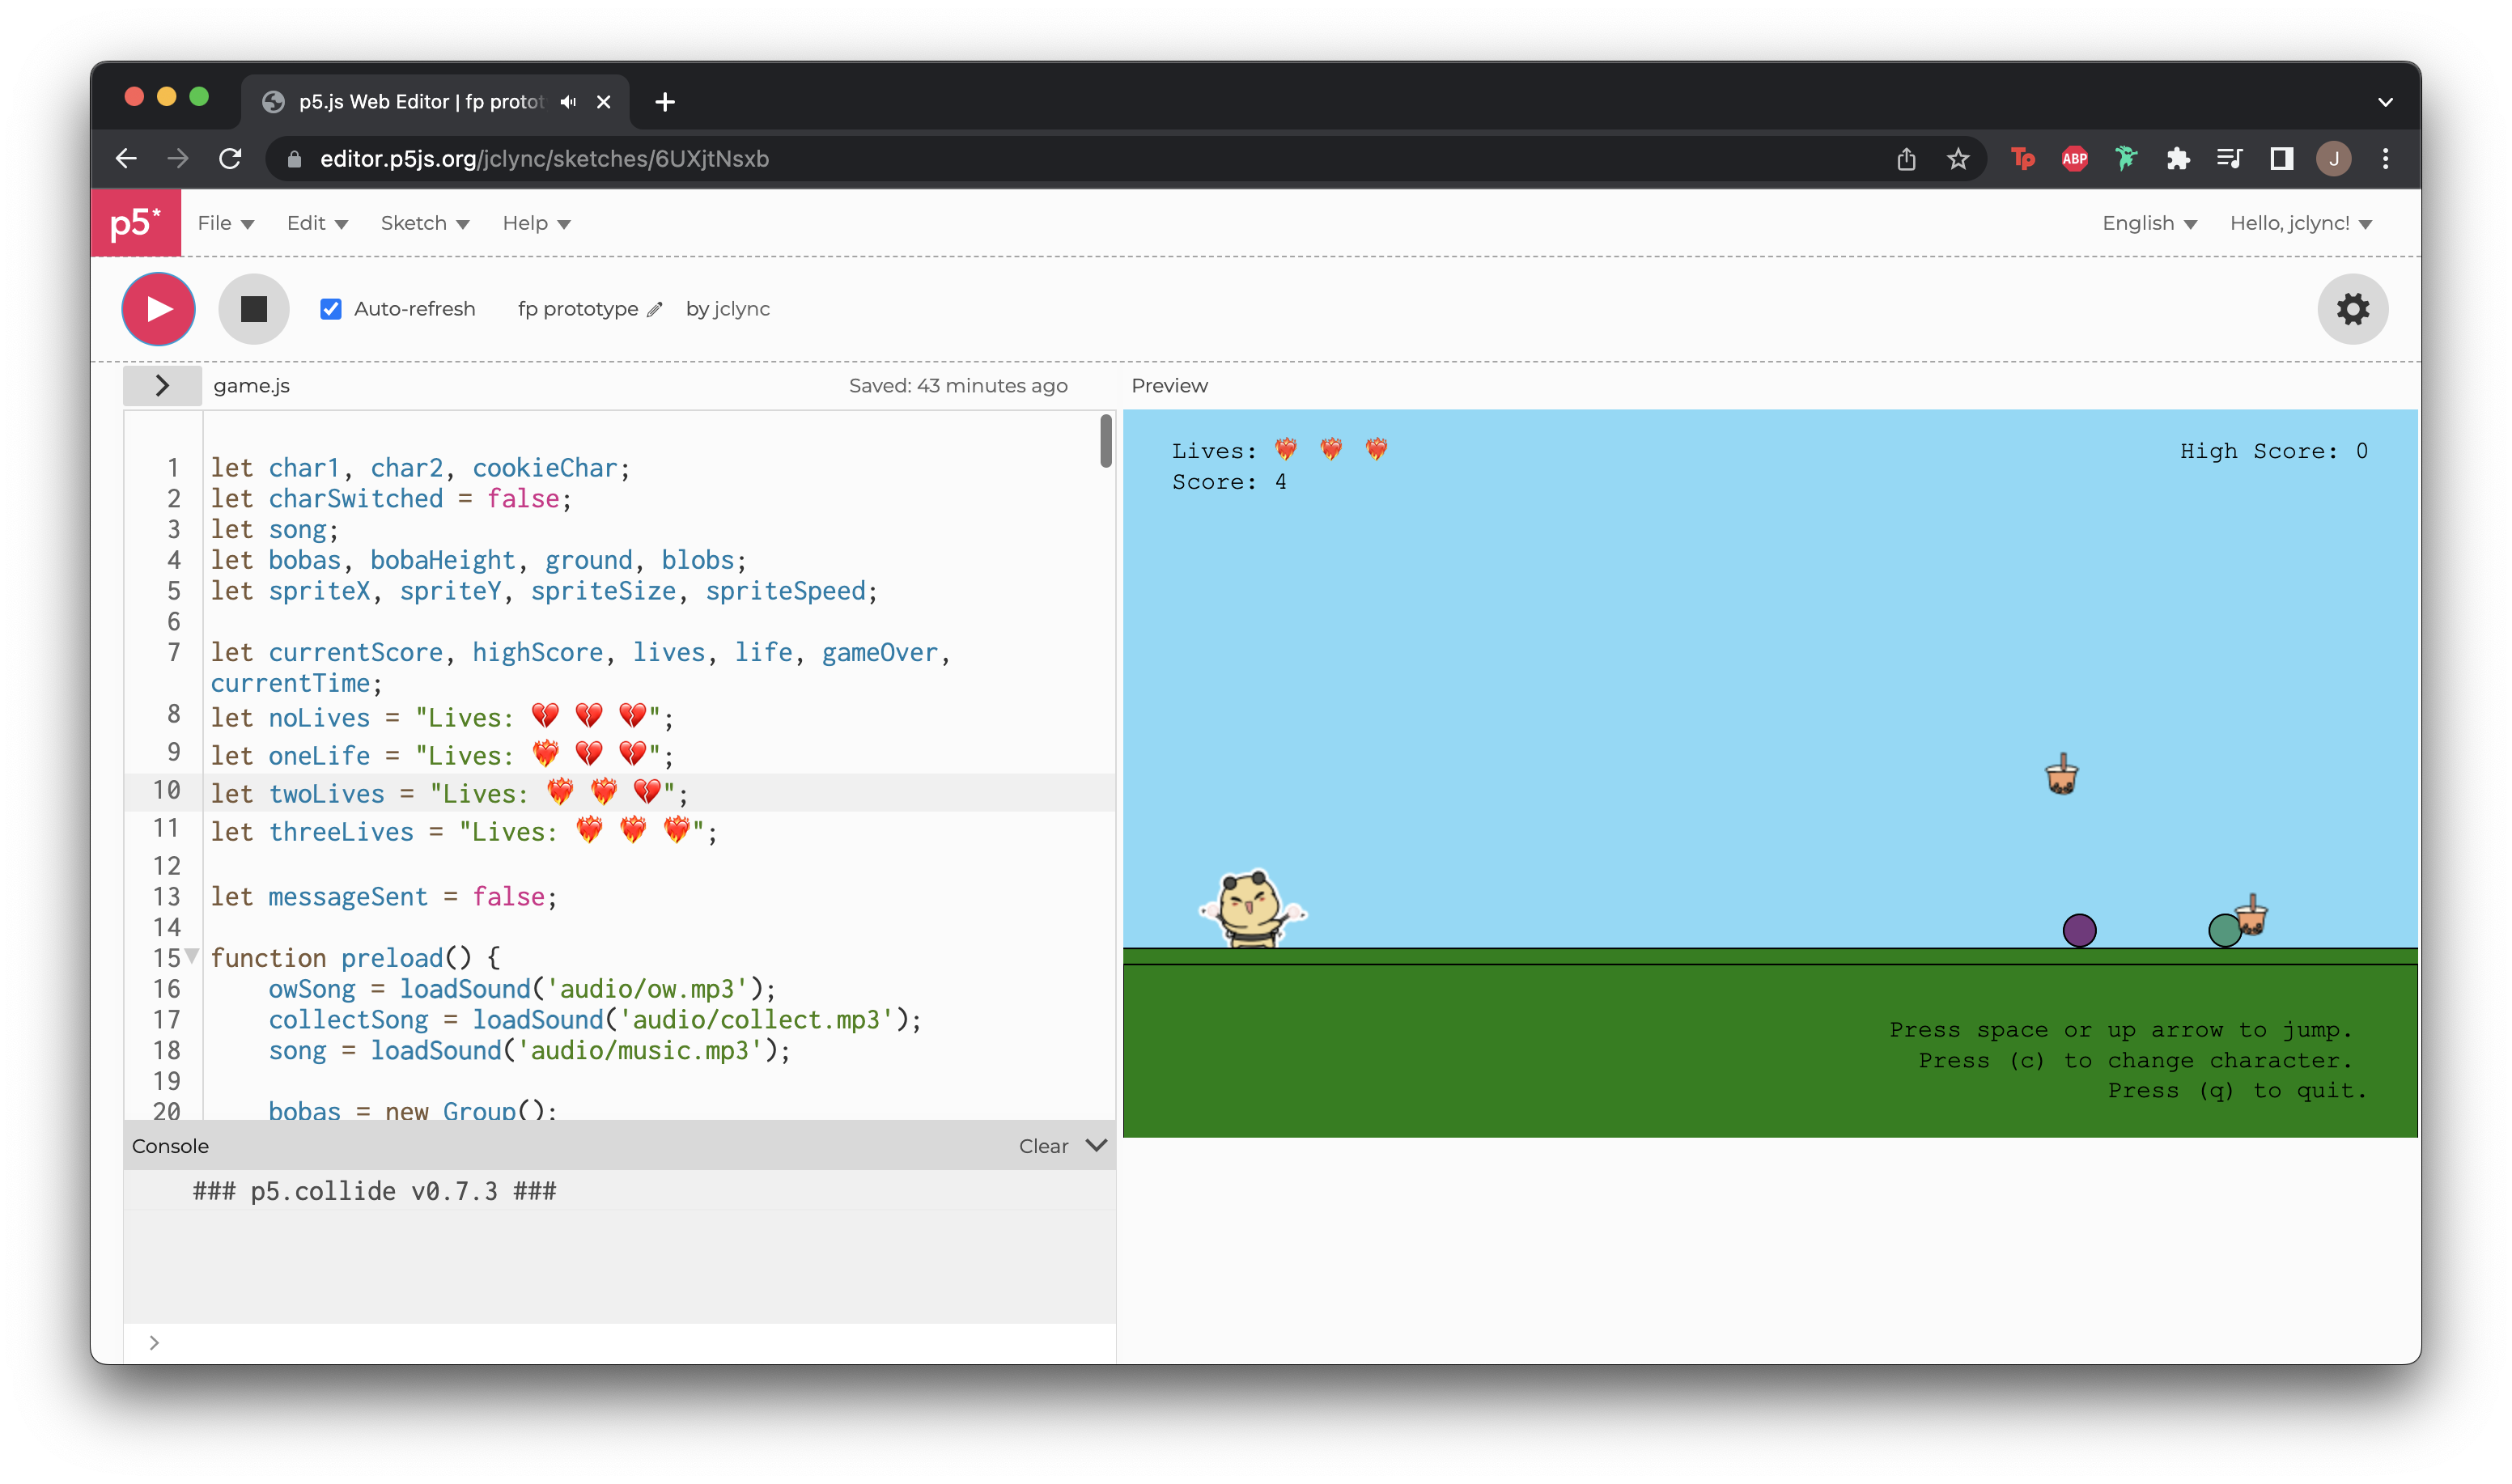 p5.js Web Editor | fp protot
editor.p5js.org/jclync/sketches/6UXjtNsxb
Tp ABP J
p5* File Edit Sketch Help English Hello, jclync!
Auto-refresh fp prototype by jclync
game.js Saved: 43 minutes ago Preview
1 let char1, char2, cookieChar;
2 let charSwitched = false;
3 let song;
4 let bobas, bobaHeight, ground, blobs;
5 let spriteX, spriteY, spriteSize, spriteSpeed;
6
7 let currentScore, highScore, lives, life, gameOver,
currentTime;
8 let noLives = "Lives: 💔 💔 💔";
9 let oneLife = "Lives: ❤️‍🔥 💔 💔";
10 let twoLives = "Lives: ❤️‍🔥 ❤️‍🔥 💔";
11 let threeLives = "Lives: ❤️‍🔥 ❤️‍🔥 ❤️‍🔥";
12
13 let messageSent = false;
14
15 function preload() {
16 owSong = loadSound('audio/ow.mp3');
17 collectSong = loadSound('audio/collect.mp3');
18 song = loadSound('audio/music.mp3');
19
20 bobas = new Group();
Console Clear
### p5.collide v0.7.3 ###
>
Lives: ❤️‍🔥 ❤️‍🔥 ❤️‍🔥 High Score: 0
Score: 4
Press space or up arrow to jump.
Press (c) to change character.
Press (q) to quit.